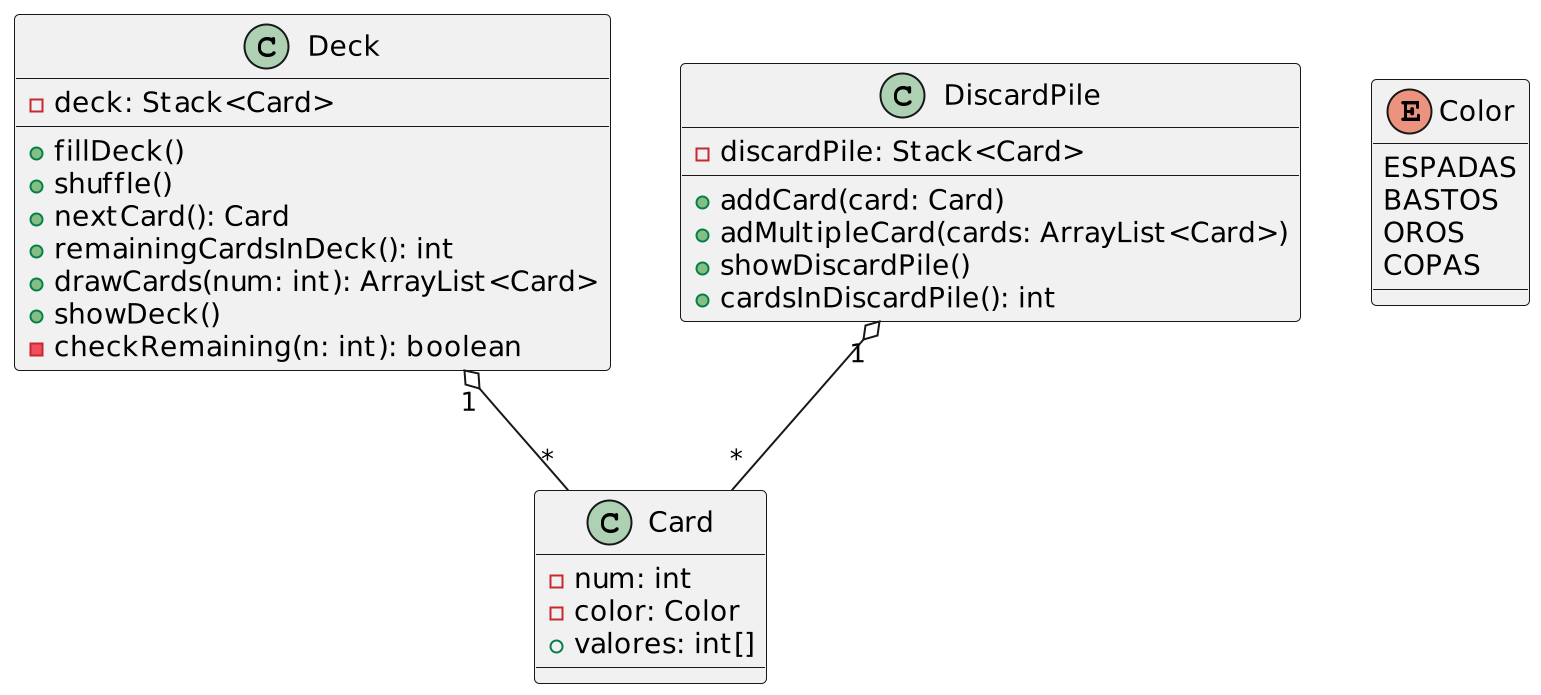 C Deck
deck: Stack<Card>
fillDeck()
shuffle()
nextCard(): Card
remainingCardsInDeck(): int
drawCards(num: int): ArrayList<Card>
showDeck()
checkRemaining(n: int): boolean
C DiscardPile
discardPile: Stack<Card>
addCard(card: Card)
adMultipleCard(cards: ArrayList<Card>)
showDiscardPile()
cardsInDiscardPile(): int
E Color
ESPADAS
BASTOS
OROS
COPAS
1
*
1
*
C Card
num: int
color: Color
valores: int[]